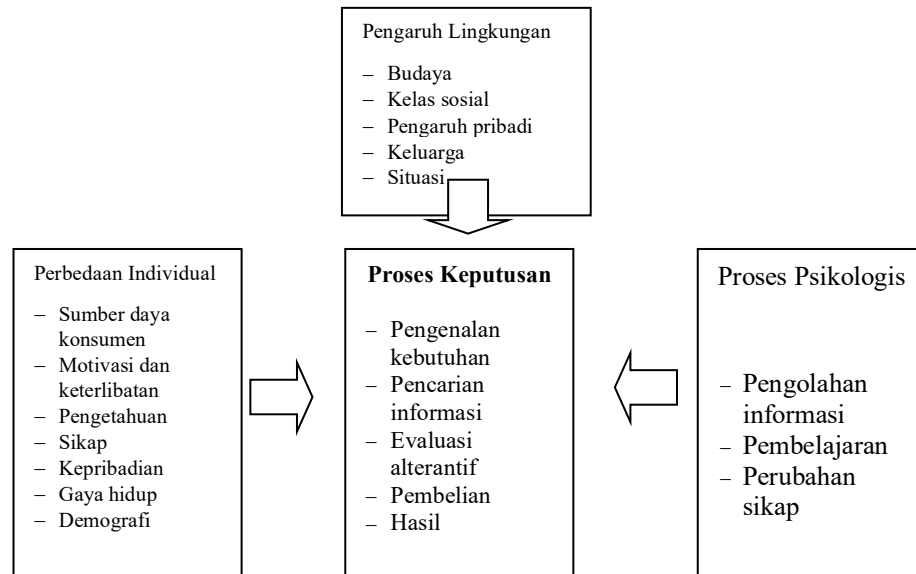 Pengaruh Lingkungan
– Budaya
– Kelas sosial
– Pengaruh pribadi
– Keluarga
– Situasi
Perbedaan Individual
– Sumber daya
konsumen
– Motivasi dan
keterlibatan
– Pengetahuan
– Sikap
– Kepribadian
– Gaya hidup
– Demografi
Proses Keputusan
– Pengenalan
kebutuhan
– Pencarian
informasi
– Evaluasi
alterantif
– Pembelian
– Hasil
Proses Psikologis
– Pengolahan
informasi
– Pembelajaran
– Perubahan
sikap